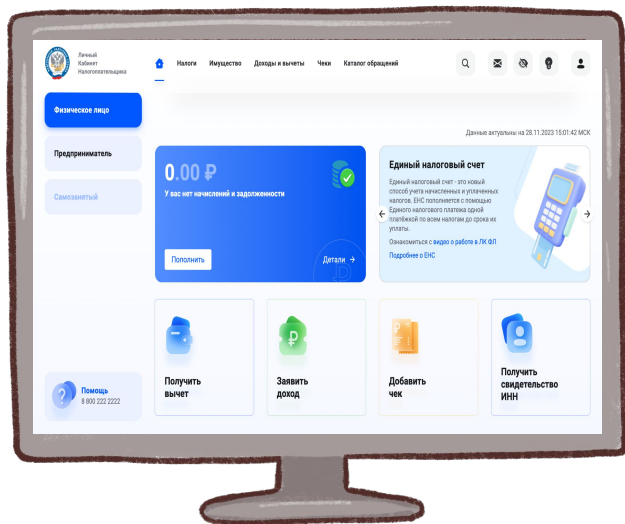 Личный
Кабинет
Налогоплательщика
Налоги Имущество Доходы и вычеты Чеки Каталог обращений
Физическое лицо
Предприниматель
Самозанятый
Данные актуальны на 28.11.2023 15:01:42 МСК
0.00 ₽
У вас нет начислений и задолженности
Пополнить
Детали →
Единый налоговый счет
Единый налоговый счет - это новый
способ учета начисленных и уплаченных
налогов. ЕНС пополняется с помощью
Единого налогового платежа одной
платёжкой по всем налогам до срока их
уплаты.
Ознакомиться с видео о работе в ЛК ФЛ
Подробнее о ЕНС
Получить
вычет
Заявить
доход
Добавить
чек
Получить
свидетельство
ИНН
Помощь
8 800 222 2222